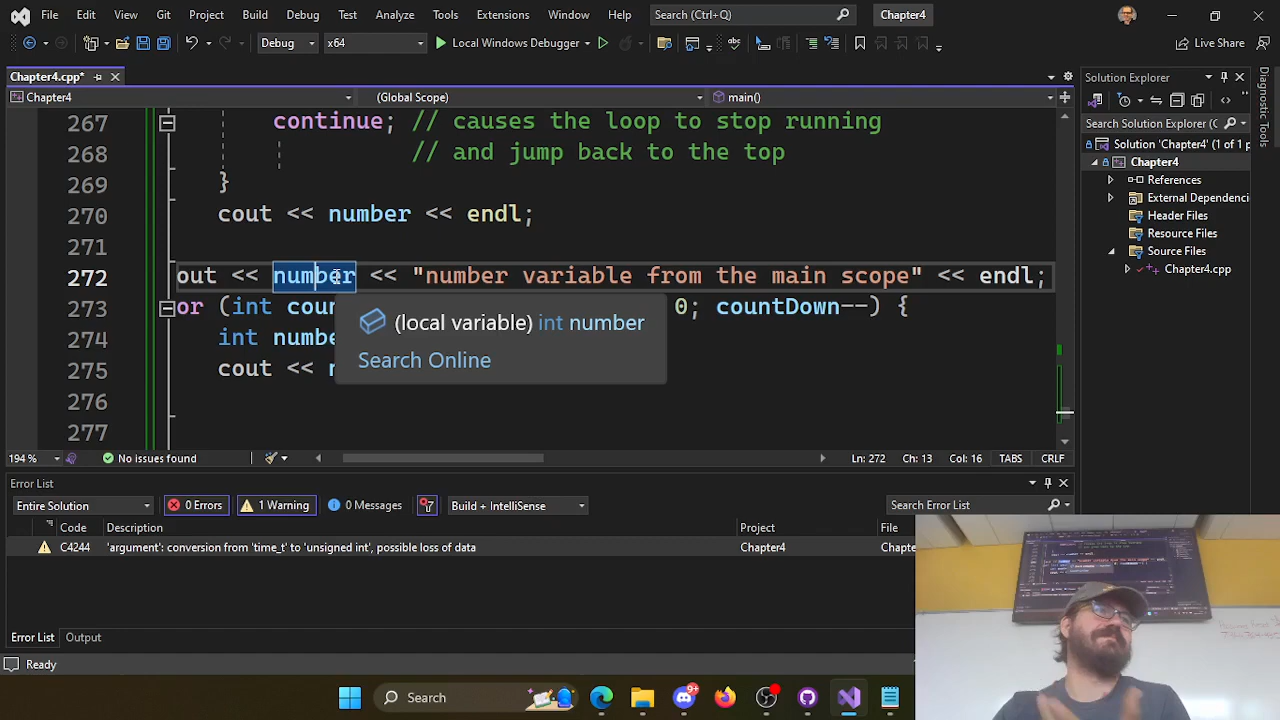 File Edit View Git Project Build Debug Test Analyze Tools Extensions Window Help Search (Ctrl+Q) Chapter4
Debug x64 Local Windows Debugger Live Share
Chapter4.cpp*
Chapter4 (Global Scope) main()
267 continue; // causes the loop to stop running
268 // and jump back to the top
269 }
270 cout << number << endl;
271
272 out << number << "number variable from the main scope" << endl;
273 or (int coun 0; countDown--) {
274 int numbe
275 cout << n
276
277
(local variable) int number
Search Online
194 % No issues found Ln: 272 Ch: 13 Col: 16 TABS CRLF
Error List
Entire Solution 0 Errors 1 Warning 0 Messages Build + IntelliSense Search Error List
Code Description Project File
C4244 'argument': conversion from 'time_t' to 'unsigned int', possible loss of data Chapter4 Chapte
Error List Output
Ready
Search
Solution Explorer
Search Solution Explorer (C
Solution 'Chapter4' (1 of 1 p
Chapter4
References
External Dependenci
Header Files
Resource Files
Source Files
Chapter4.cpp
Diagnostic Tools